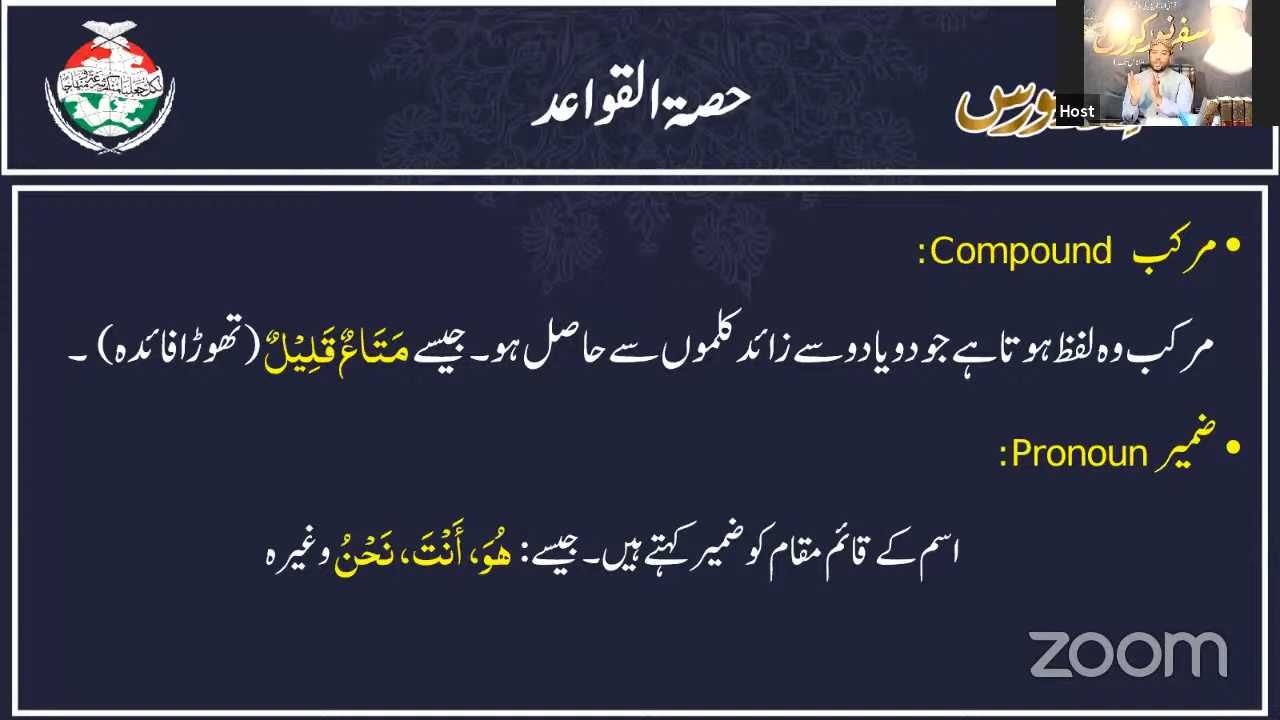 حصۃ القواعد
Host
• مرکب Compound:
مرکب وہ لفظ ہوتا ہے جو دو یا دو سے زائد کلموں سے حاصل ہو۔ جیسے مَتَاعٌ قَلِيْلٌ (تھوڑا فائدہ) ۔
• ضمیر Pronoun:
اسم کے قائم مقام کو ضمیر کہتے ہیں۔ جیسے: هُوَ، أَنْتَ، نَحْنُ وغیرہ
zoom